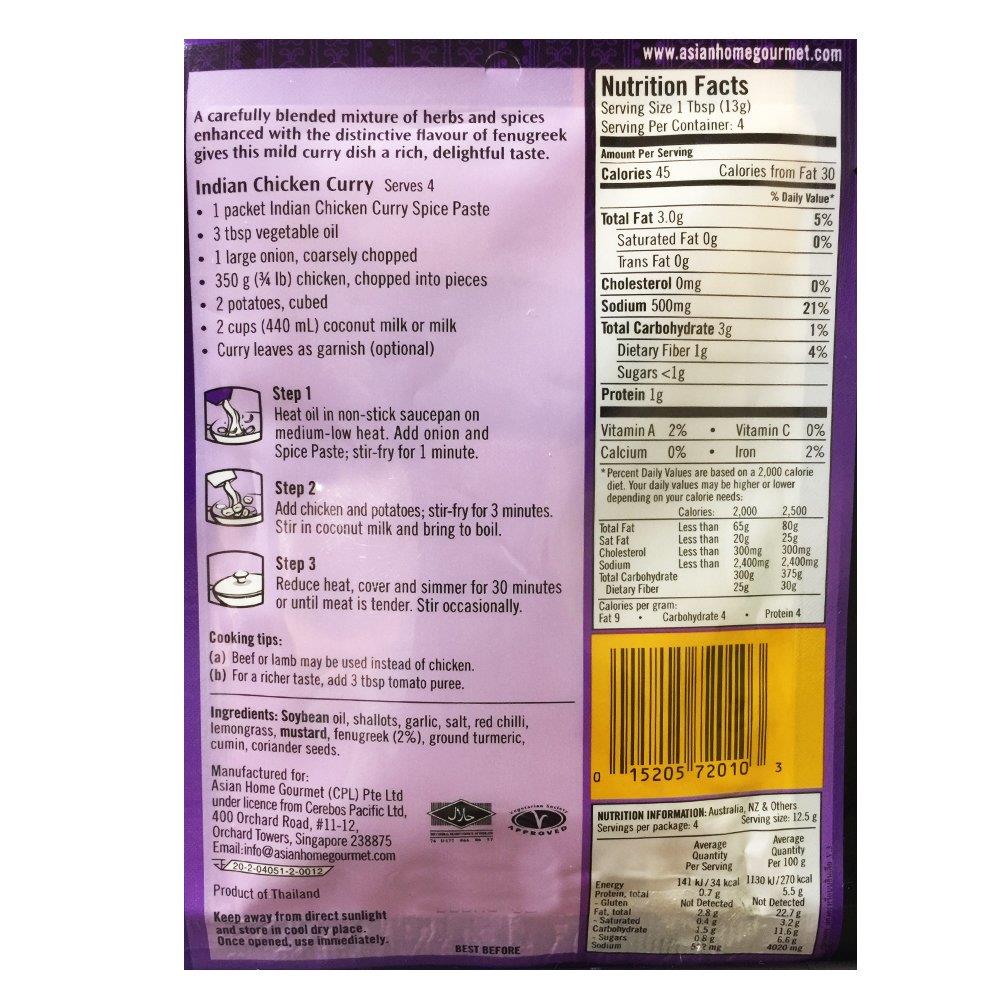 www.asianhomegourmet.com
A carefully blended mixture of herbs and spices
enhanced with the distinctive flavour of fenugreek
gives this mild curry dish a rich, delightful taste.
Indian Chicken Curry Serves 4
• 1 packet Indian Chicken Curry Spice Paste
• 3 tbsp vegetable oil
• 1 large onion, coarsely chopped
• 350 g (¾ lb) chicken, chopped into pieces
• 2 potatoes, cubed
• 2 cups (440 mL) coconut milk or milk
• Curry leaves as garnish (optional)
Step 1
Heat oil in non-stick saucepan on
medium-low heat. Add onion and
Spice Paste; stir-fry for 1 minute.
Step 2
Add chicken and potatoes; stir-fry for 3 minutes.
Stir in coconut milk and bring to boil.
Step 3
Reduce heat, cover and simmer for 30 minutes
or until meat is tender. Stir occasionally.
Cooking tips:
(a) Beef or lamb may be used instead of chicken.
(b) For a richer taste, add 3 tbsp tomato puree.
Ingredients: Soybean oil, shallots, garlic, salt, red chilli,
lemongrass, mustard, fenugreek (2%), ground turmeric,
cumin, coriander seeds.
Manufactured for:
Asian Home Gourmet (CPL) Pte Ltd
under licence from Cerebos Pacific Ltd,
400 Orchard Road, #11-12,
Orchard Towers, Singapore 238875
Email:info@asianhomegourmet.com
20-2-04051-2-0012
Product of Thailand
Keep away from direct sunlight
and store in cool dry place.
Once opened, use immediately.
حلال
Vegetarian Society
APPROVED
BEST BEFORE
Nutrition Facts
Serving Size 1 Tbsp (13g)
Serving Per Container: 4
Amount Per Serving
Calories 45 Calories from Fat 30
% Daily Value*
Total Fat 3.0g 5%
Saturated Fat 0g 0%
Trans Fat 0g
Cholesterol 0mg 0%
Sodium 500mg 21%
Total Carbohydrate 3g 1%
Dietary Fiber 1g 4%
Sugars <1g
Protein 1g
Vitamin A 2% • Vitamin C 0%
Calcium 0% • Iron 2%
*Percent Daily Values are based on a 2,000 calorie
diet. Your daily values may be higher or lower
depending on your calorie needs:
Calories: 2,000 2,500
Total Fat Less than 65g 80g
Sat Fat Less than 20g 25g
Cholesterol Less than 300mg 300mg
Sodium Less than 2,400mg 2,400mg
Total Carbohydrate 300g 375g
Dietary Fiber 25g 30g
Calories per gram:
Fat 9 • Carbohydrate 4 • Protein 4
0 15205 72010 3
NUTRITION INFORMATION: Australia, NZ & Others
Servings per package: 4 Serving size: 12.5 g
Average Average
Quantity Quantity
Per Serving Per 100 g
Energy 141 kJ/34 kcal 1130 kJ/270 kcal
Protein, total 0.7 g 5.5 g
- Gluten Not Detected Not Detected
Fat, total 2.8 g 22.7 g
- Saturated 0.4 g 3.2 g
Carbohydrate 1.5 g 11.6 g
- Sugars 0.8 g 6.6 g
Sodium mg 4020 mg